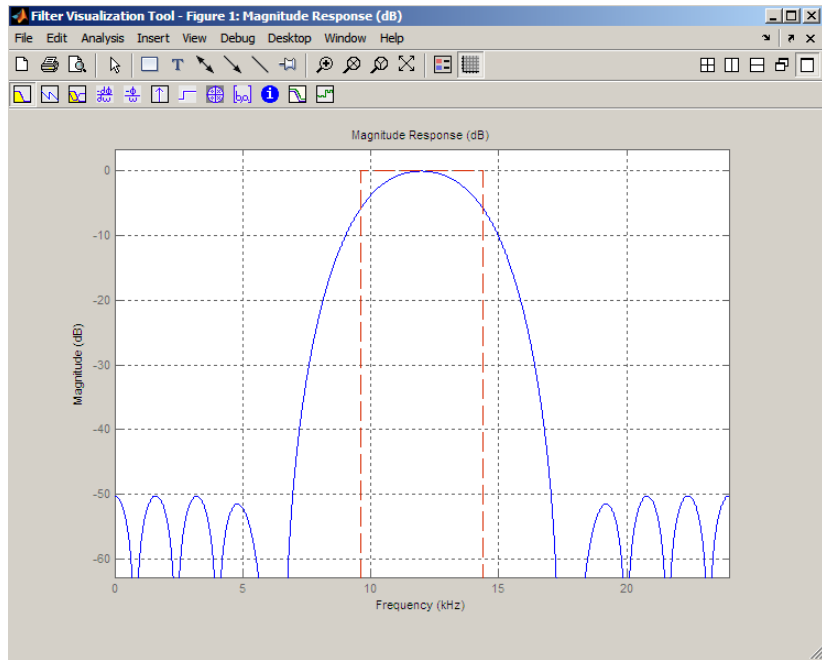 Filter Visualization Tool - Figure 1: Magnitude Response (dB)
File Edit Analysis Insert View Debug Desktop Window Help
Magnitude Response (dB)
0
-10
-20
-30
-40
-50
-60
Magnitude (dB)
0 5 10 15 20
Frequency (kHz)